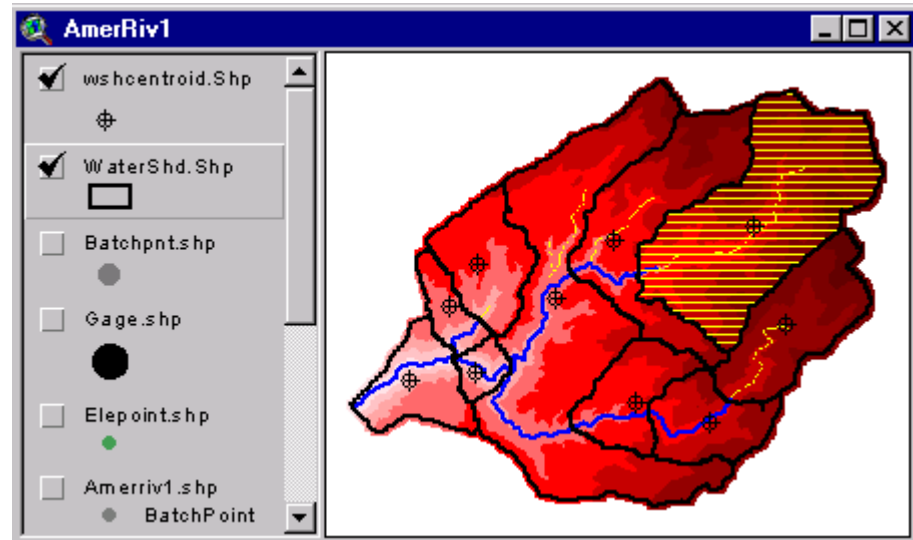 AmerRiv1
wshcentroid.Shp
WaterShd.Shp
Batchpnt.shp
Gage.shp
Elepoint.shp
Amerriv1.shp
BatchPoint